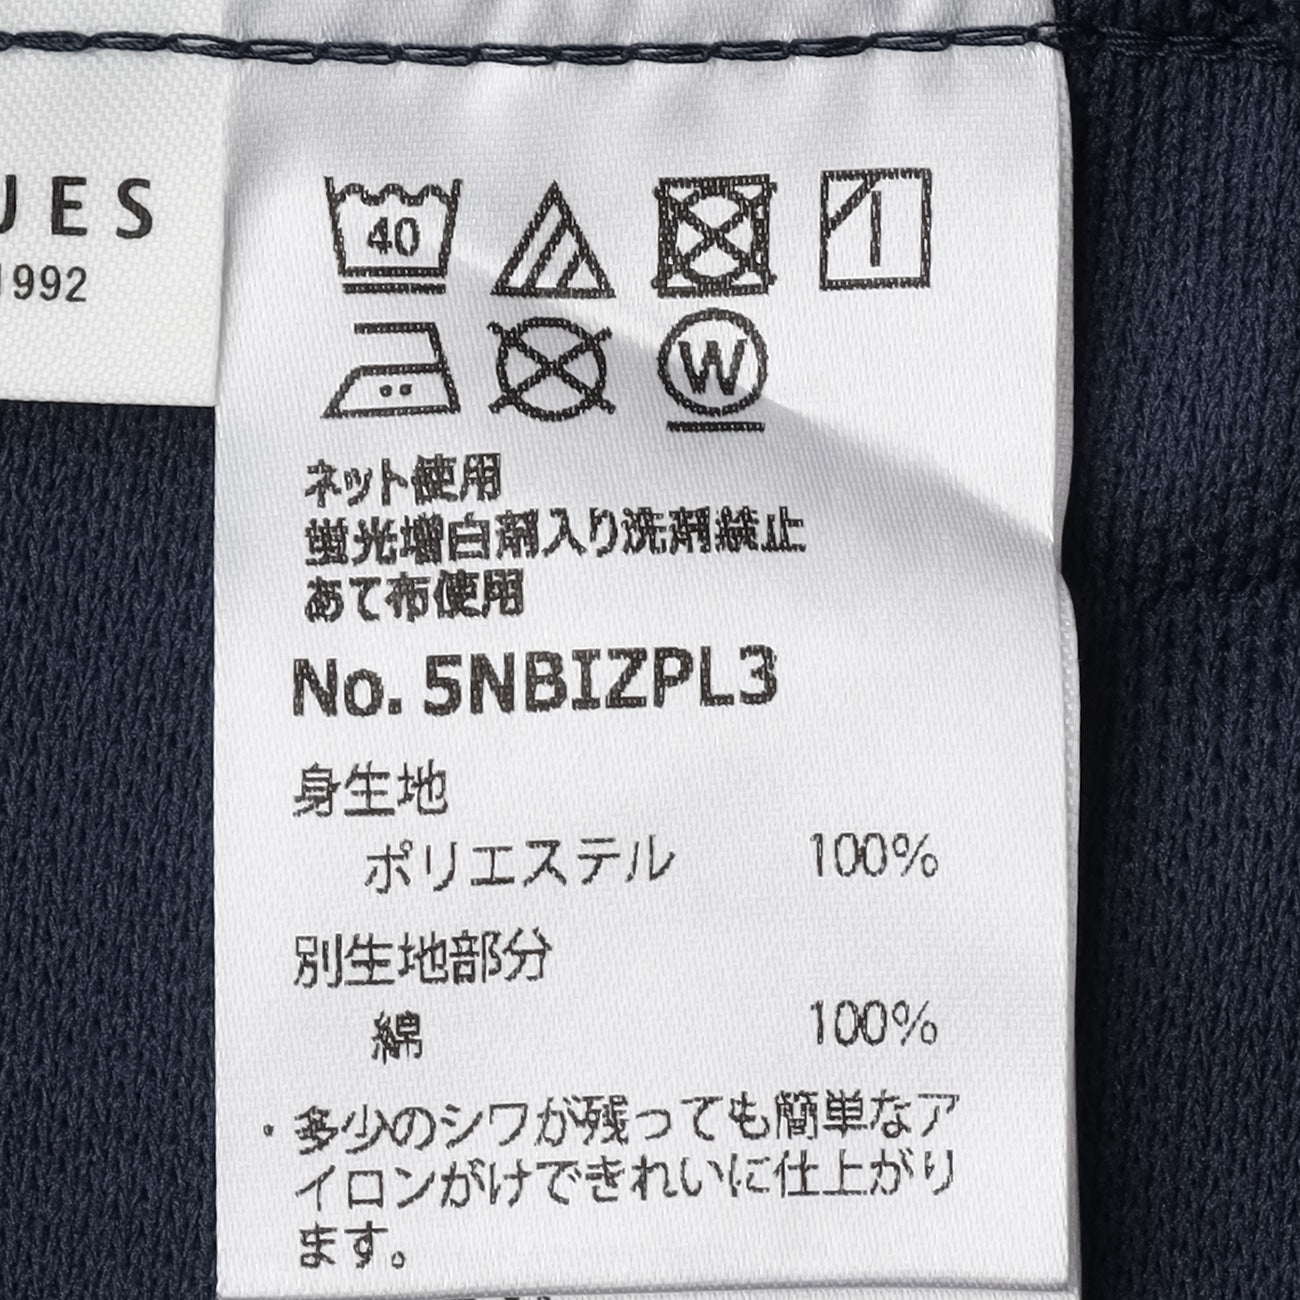 UES
1992
40
W
ネット使用
蛍光増白剤入り洗剤禁止
あて布使用
No. 5NBIZPL3
身生地
ポリエステル 100%
別生地部分
綿 100%
・多少のシワが残っても簡単なア
イロンがけできれいに仕上がり
ます。